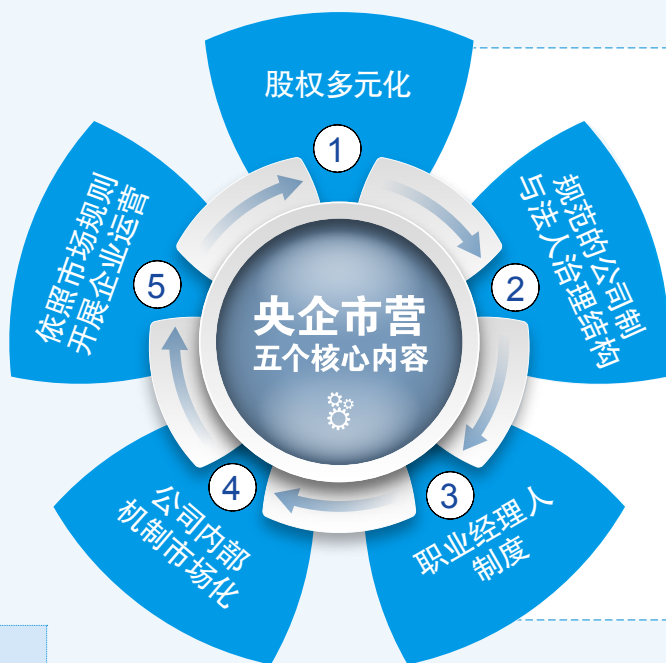 股权多元化
1
规范的公司制
与法人治理结构
2
职业经理人
制度
3
公司内部
机制市场化
4
依照市场规则
开展企业运营
5
央企市营
五个核心内容